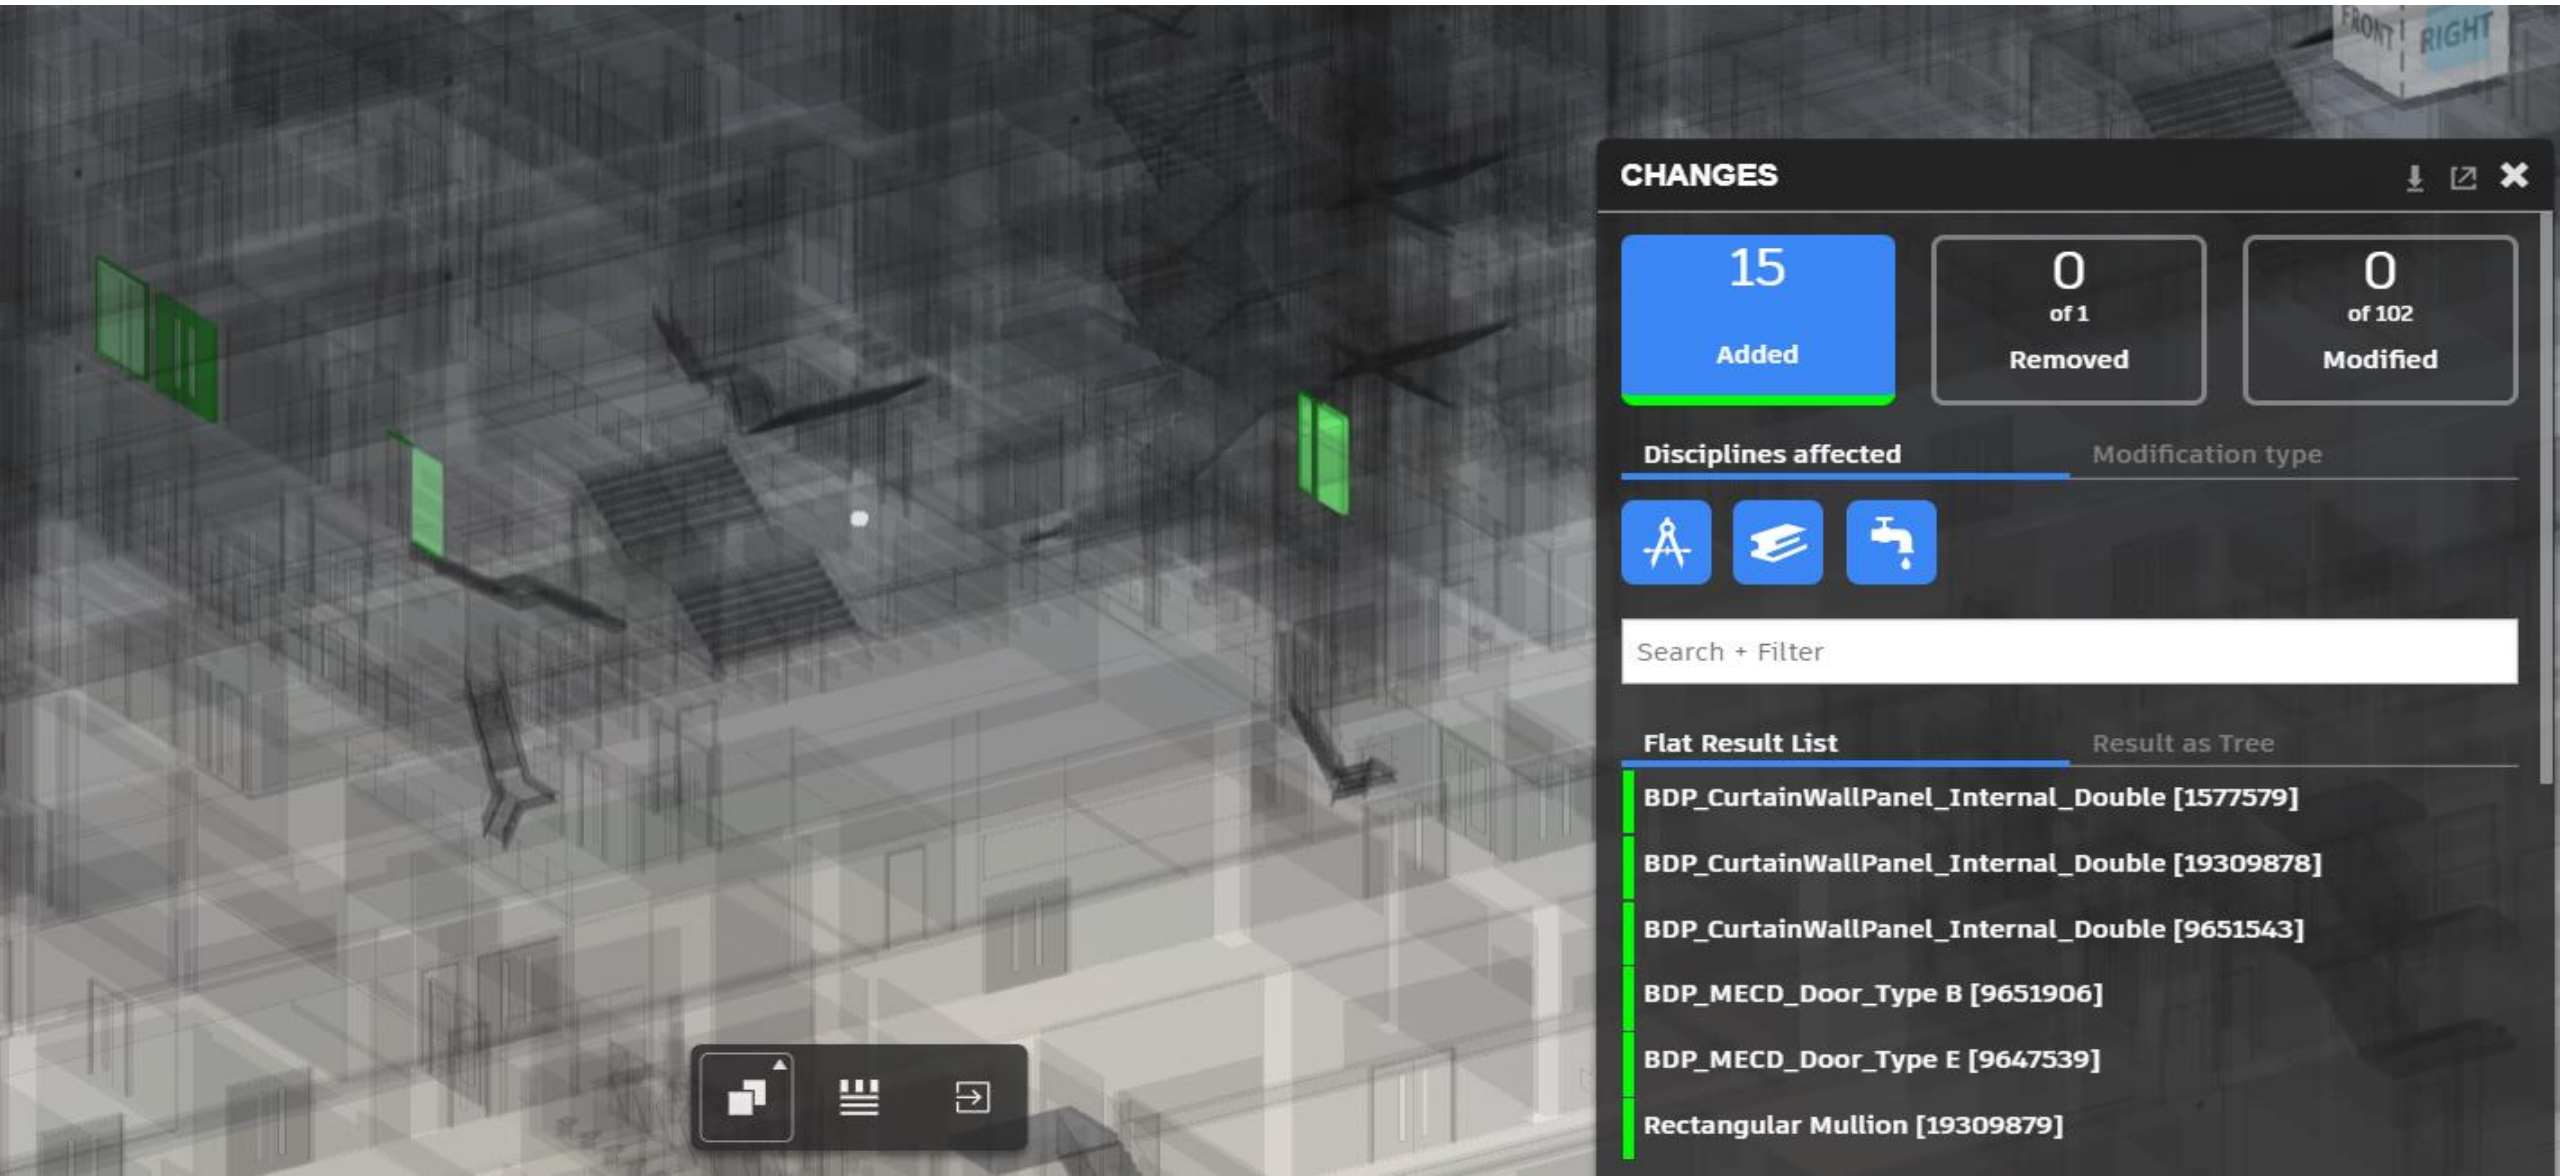 FRONT
RIGHT
CHANGES
15
Added
0
of 1
Removed
0
of 102
Modified
Disciplines affected
Modification type
Search + Filter
Flat Result List
Result as Tree
BDP_CurtainWallPanel_Internal_Double [1577579]
BDP_CurtainWallPanel_Internal_Double [19309878]
BDP_CurtainWallPanel_Internal_Double [9651543]
BDP_MECD_Door_Type B [9651906]
BDP_MECD_Door_Type E [9647539]
Rectangular Mullion [19309879]